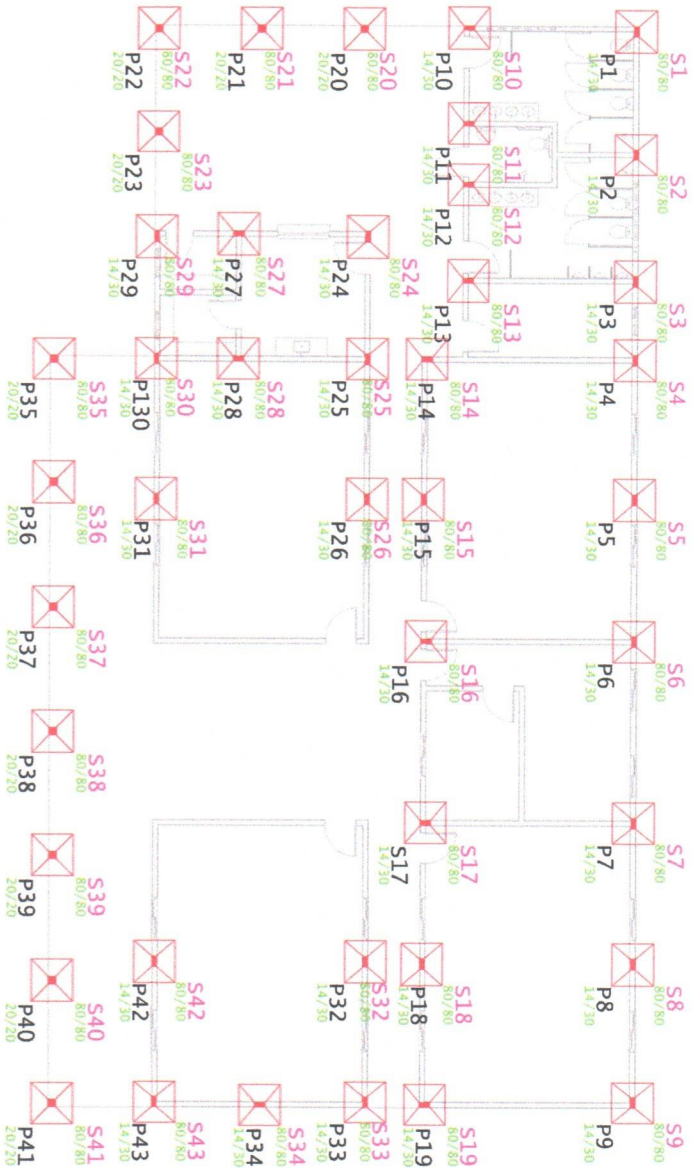 S1
80/80
P1
14/30
S2
80/80
P2
14/30
S3
80/80
P3
14/30
S4
80/80
P4
14/30
S5
80/80
P5
14/30
S6
80/80
P6
14/30
S7
80/80
P7
14/30
S8
80/80
P8
14/30
S9
80/80
P9
14/30
S10
80/80
P10
14/30
S11
80/80
P11
14/30
S12
80/80
P12
14/30
S13
80/80
P13
14/30
S14
80/80
P14
14/30
S15
80/80
P15
14/30
S16
80/80
P16
14/30
S17
80/80
S17
14/30
S18
80/80
P18
14/30
S19
80/80
P19
14/30
S20
80/80
P20
20/20
S24
80/80
P24
14/30
S25
80/80
P25
14/30
S26
80/80
P26
14/30
S32
80/80
P32
14/30
S33
80/80
P33
14/30
S21
80/80
P21
20/20
S27
80/80
P27
14/30
S28
80/80
P28
14/30
S34
80/80
P34
14/30
S22
80/80
P22
20/20
S23
80/80
P23
20/20
S29
80/80
P29
14/30
S30
80/80
P130
14/30
S31
80/80
P31
14/30
S42
80/80
P42
14/30
S43
80/80
P43
14/30
S35
80/80
P35
20/20
S36
80/80
P36
20/20
S37
80/80
P37
20/20
S38
80/80
P38
20/20
S39
80/80
P39
20/20
S40
80/80
P40
20/20
S41
80/80
P41
20/20